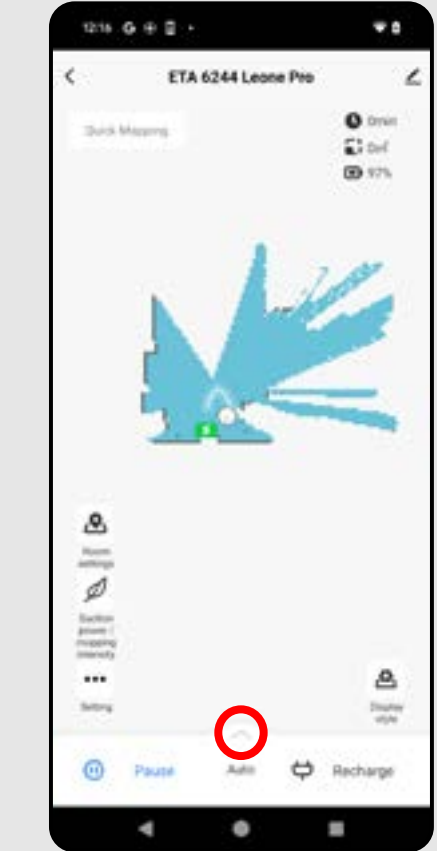 12:16
ETA 6244 Leone Pro
Quick Mapping
0min
0㎡
97%
Room
settings
Suction
power /
mopping
intensity
Setting
Display
style
Pause
Auto
Recharge